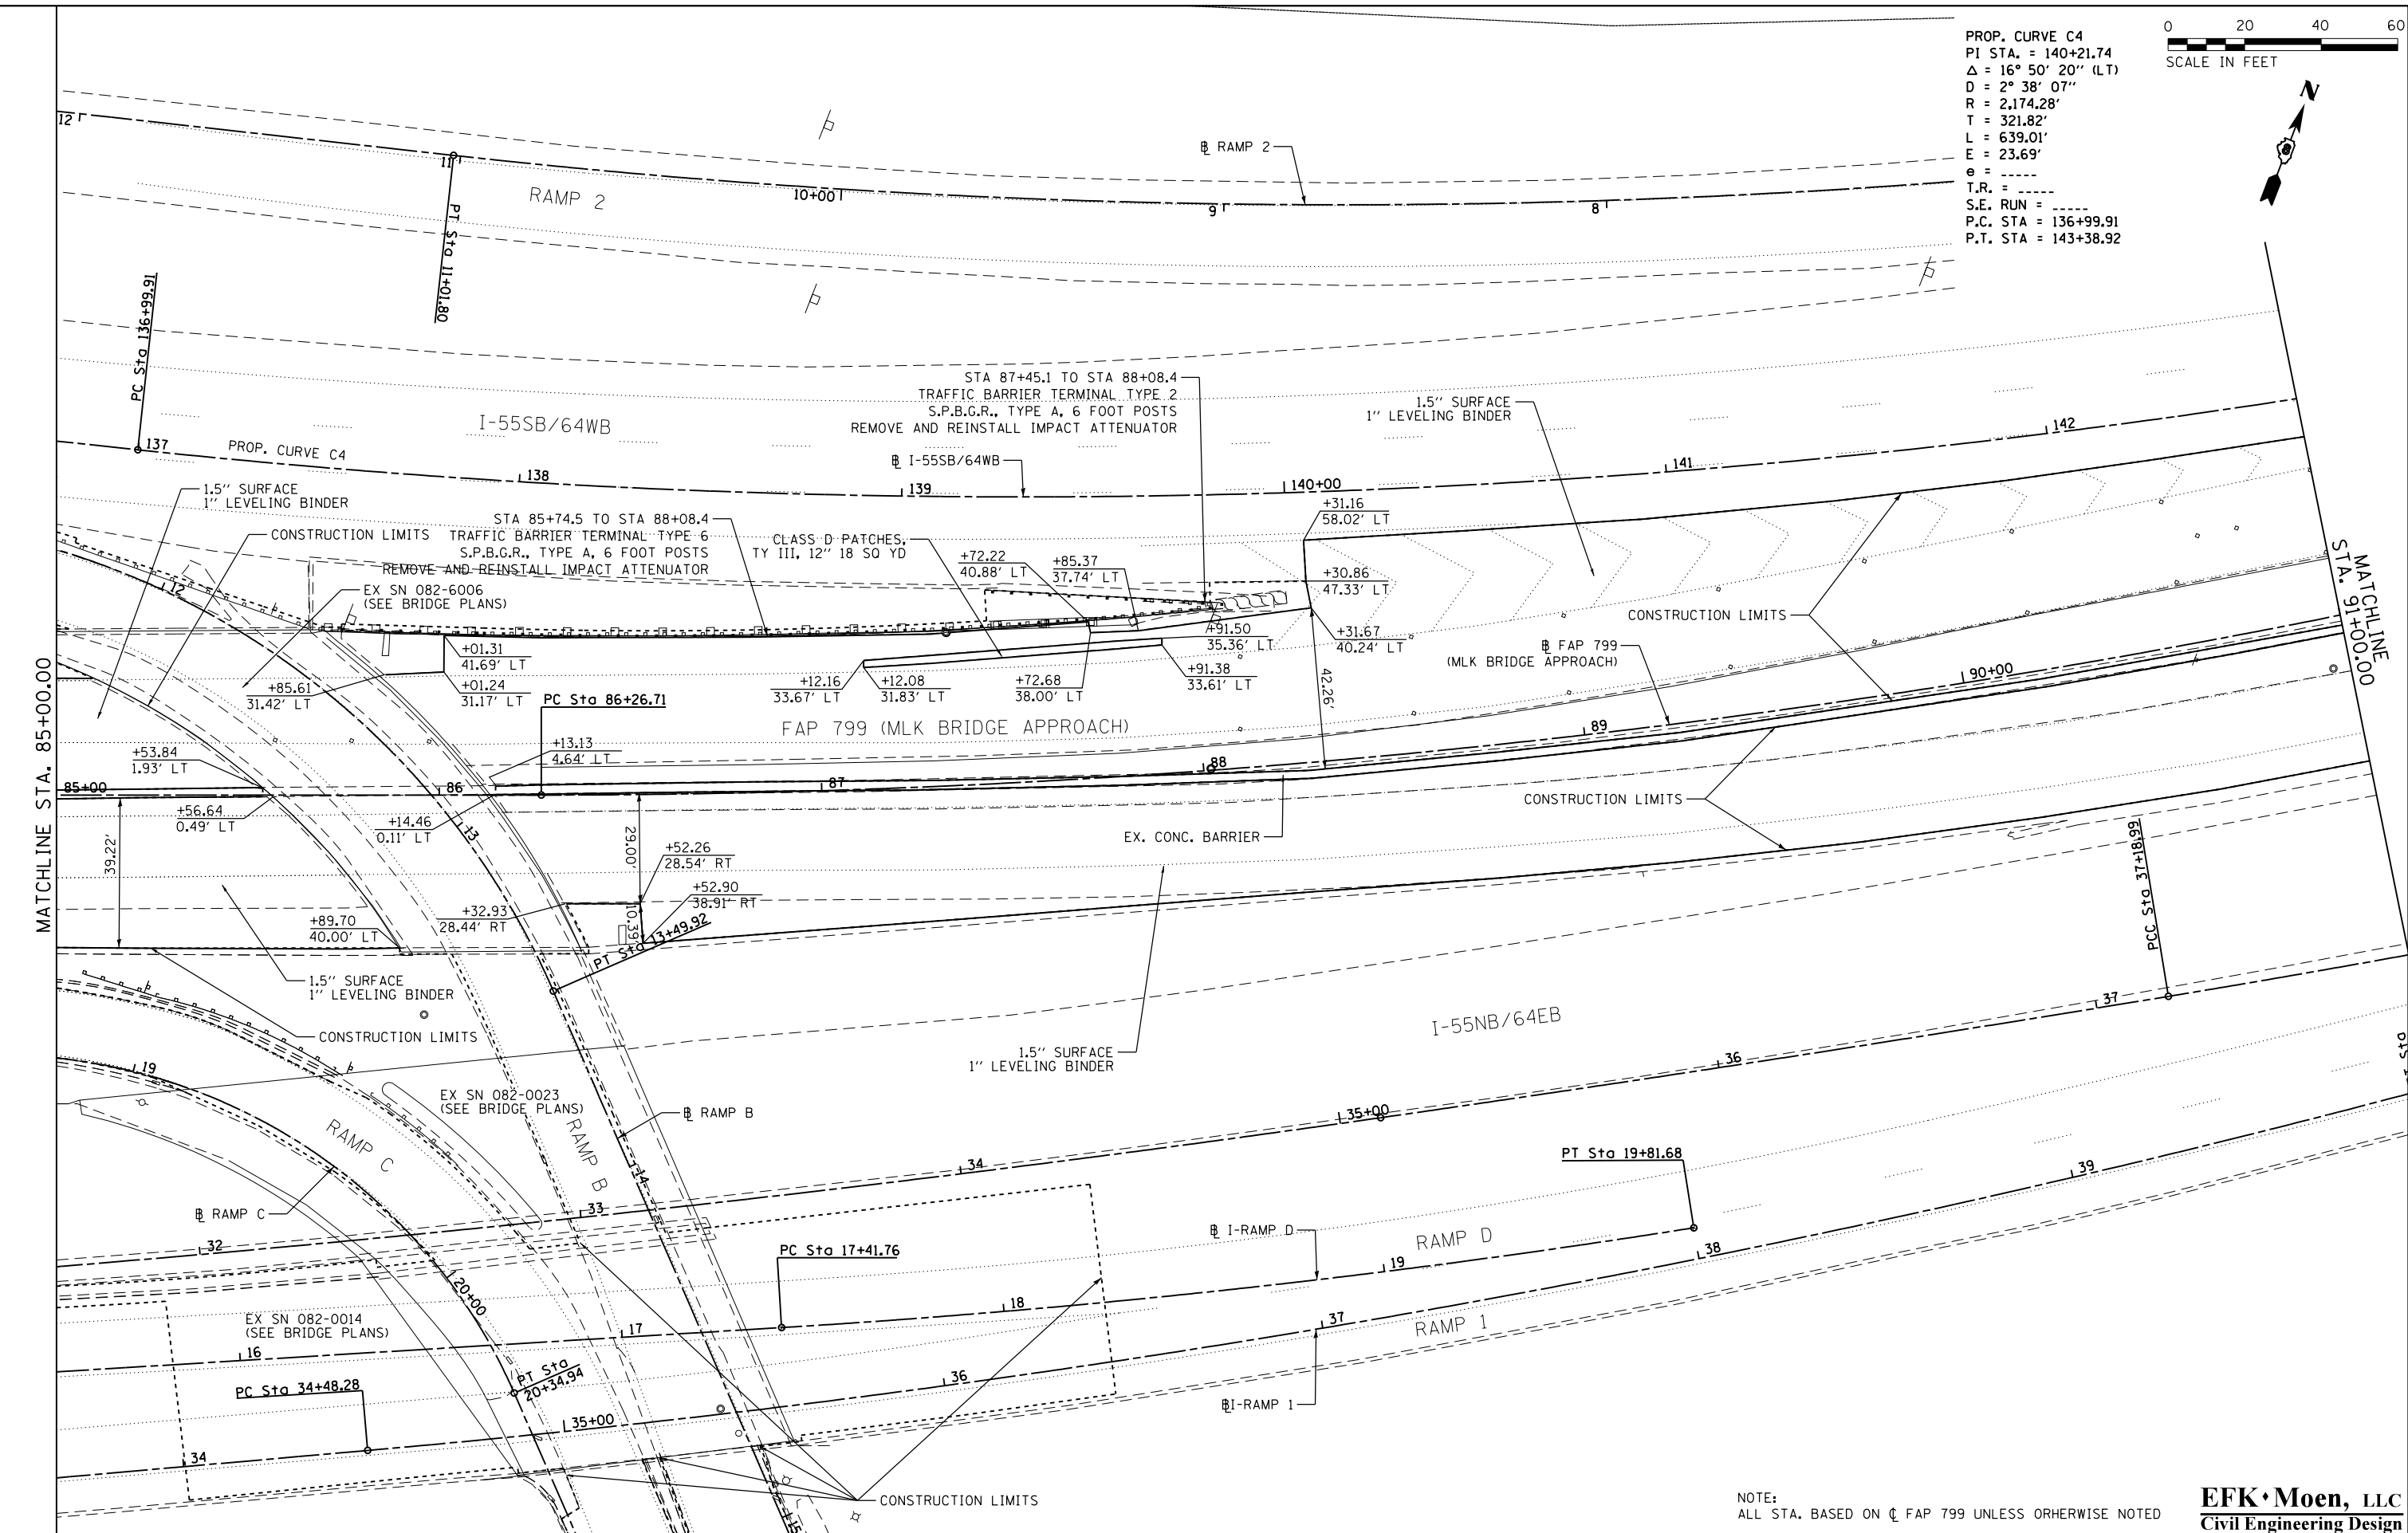 PROP. CURVE C4
PI STA. = 140+21.74
Δ = 16° 50' 20'' (LT)
D = 2° 38' 07''
R = 2,174.28'
T = 321.82'
L = 639.01'
E = 23.69'
e = -----
T.R. = -----
S.E. RUN = -----
P.C. STA = 136+99.91
P.T. STA = 143+38.92
0 20 40 60
SCALE IN FEET
N
12
11
10+00
9
8
RAMP 2
℄ RAMP 2
PT Sta 11+01.80
PC Sta 136+99.91
I-55SB/64WB
137
PROP. CURVE C4
138
139
140+00
141
142
℄ I-55SB/64WB
STA 87+45.1 TO STA 88+08.4
TRAFFIC BARRIER TERMINAL TYPE 2
S.P.B.G.R., TYPE A, 6 FOOT POSTS
REMOVE AND REINSTALL IMPACT ATTENUATOR
1.5'' SURFACE
1'' LEVELING BINDER
1.5'' SURFACE
1'' LEVELING BINDER
CONSTRUCTION LIMITS
STA 85+74.5 TO STA 88+08.4
TRAFFIC BARRIER TERMINAL TYPE 6
S.P.B.G.R., TYPE A, 6 FOOT POSTS
REMOVE AND REINSTALL IMPACT ATTENUATOR
CLASS D PATCHES,
TY III, 12'' 18 SQ YD
+72.22
40.88' LT
+85.37
37.74' LT
+31.16
58.02' LT
+30.86
47.33' LT
+31.67
40.24' LT
+91.50
35.36' LT
+91.38
33.61' LT
+72.68
38.00' LT
+12.08
31.83' LT
+12.16
33.67' LT
42.26'
EX SN 082-6006
(SEE BRIDGE PLANS)
12
+01.31
41.69' LT
+01.24
31.17' LT
+85.61
31.42' LT
PC Sta 86+26.71
FAP 799 (MLK BRIDGE APPROACH)
CONSTRUCTION LIMITS
℄ FAP 799
(MLK BRIDGE APPROACH)
MATCHLINE
STA. 91+00.00
MATCHLINE STA. 85+00.00
+53.84
1.93' LT
+13.13
4.64' LT
85+00
86
87
88
89
90+00
+56.64
0.49' LT
+14.46
0.11' LT
13
39.22'
29.00'
+52.26
28.54' RT
+52.90
38.91' RT
10.39'
+32.93
28.44' RT
+89.70
40.00' LT
PT Sta 13+49.92
EX. CONC. BARRIER
CONSTRUCTION LIMITS
PCC Sta 37+18.99
1.5'' SURFACE
1'' LEVELING BINDER
CONSTRUCTION LIMITS
1.5'' SURFACE
1'' LEVELING BINDER
I-55NB/64EB
EX SN 082-0023
(SEE BRIDGE PLANS)
℄ RAMP B
RAMP B
14
15
19
RAMP C
℄ RAMP C
20+00
PT Sta
20+34.94
32
33
34
35+00
36
37
Sta
EX SN 082-0014
(SEE BRIDGE PLANS)
PC Sta 17+41.76
PT Sta 19+81.68
℄ I-RAMP D
RAMP D
16
17
18
19
PC Sta 34+48.28
34
35+00
36
37
38
39
RAMP 1
℄I-RAMP 1
CONSTRUCTION LIMITS
NOTE:
ALL STA. BASED ON ℄ FAP 799 UNLESS ORHERWISE NOTED
EFK•Moen, LLC
Civil Engineering Design